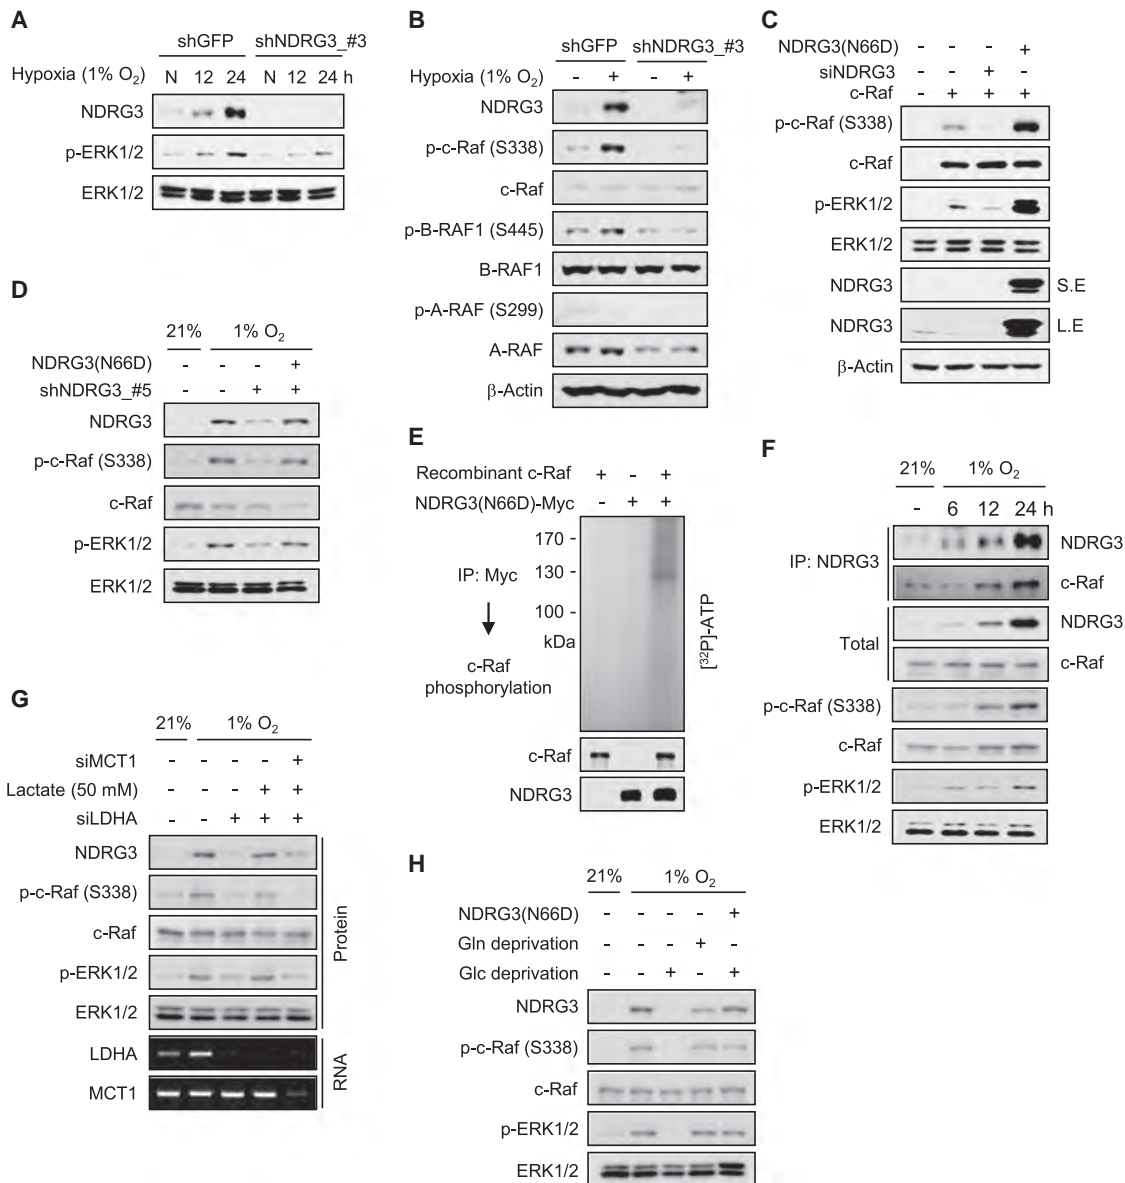 A
shGFP shNDRG3_#3
Hypoxia (1% O2) N 12 24 N 12 24 h
NDRG3
p-ERK1/2
ERK1/2
B
shGFP shNDRG3_#3
Hypoxia (1% O2) - + - +
NDRG3
p-c-Raf (S338)
c-Raf
p-B-RAF1 (S445)
B-RAF1
p-A-RAF (S299)
A-RAF
β-Actin
C
NDRG3(N66D) - - - +
siNDRG3 - - + -
c-Raf - + + +
p-c-Raf (S338)
c-Raf
p-ERK1/2
ERK1/2
NDRG3 S.E
NDRG3 L.E
β-Actin
D
21% 1% O2
NDRG3(N66D) - - - +
shNDRG3_#5 - - + +
NDRG3
p-c-Raf (S338)
c-Raf
p-ERK1/2
ERK1/2
E
Recombinant c-Raf + - +
NDRG3(N66D)-Myc - + +
170 -
IP: Myc 130 -
100 -
kDa
c-Raf
phosphorylation
[32P]-ATP
c-Raf
NDRG3
F
21% 1% O2
- 6 12 24 h
IP: NDRG3
NDRG3
c-Raf
Total
NDRG3
c-Raf
p-c-Raf (S338)
c-Raf
p-ERK1/2
ERK1/2
G
21% 1% O2
siMCT1 - - - - +
Lactate (50 mM) - - - + +
siLDHA - - + + +
NDRG3
p-c-Raf (S338)
c-Raf
p-ERK1/2
ERK1/2
Protein
LDHA
MCT1
RNA
H
21% 1% O2
NDRG3(N66D) - - - - +
Gln deprivation - - - + -
Glc deprivation - - + - +
NDRG3
p-c-Raf (S338)
c-Raf
p-ERK1/2
ERK1/2